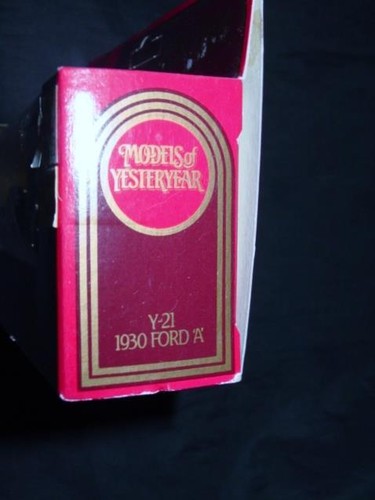 MODELS of
YESTERYEAR
Y-21
1930 FORD 'A'